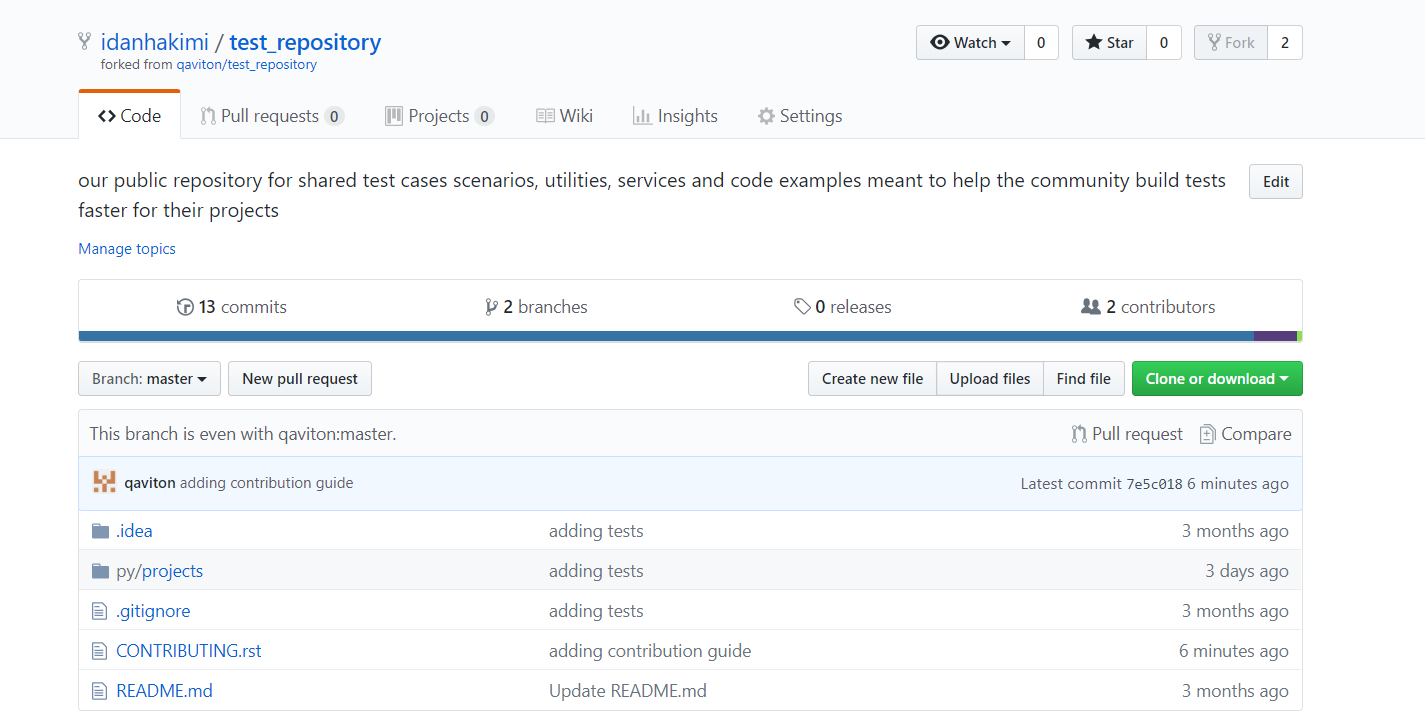 idanhakimi / test_repository
Watch 0 Star 0 Fork 2
forked from qaviton/test_repository
Code Pull requests 0 Projects 0 Wiki Insights Settings
our public repository for shared test cases scenarios, utilities, services and code examples meant to help the community build tests
faster for their projects
Edit
Manage topics
13 commits 2 branches 0 releases 2 contributors
Branch: master New pull request Create new file Upload files Find file Clone or download
This branch is even with qaviton:master. Pull request Compare
qaviton adding contribution guide Latest commit 7e5c018 6 minutes ago
.idea adding tests 3 months ago
py/projects adding tests 3 days ago
.gitignore adding tests 3 months ago
CONTRIBUTING.rst adding contribution guide 6 minutes ago
README.md Update README.md 3 months ago